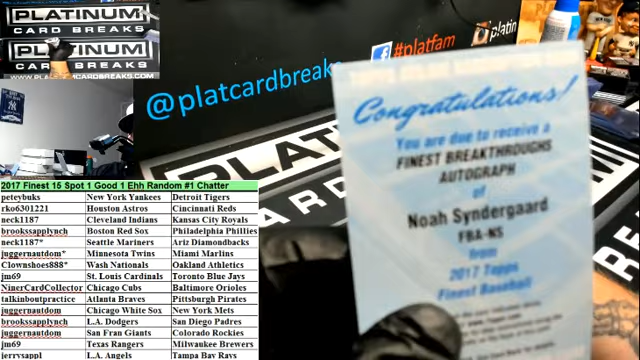 PLATINUM
CARD BREAKS
PLATINUM
CARD BREAKS
WWW.PLATINUMCARDBREAKS.COM
@platcardbreaks
#platfam
platin
Congratulations!
You are due to receive a
FINEST BREAKTHROUGHS
AUTOGRAPH
of
Noah Syndergaard
FBA-NS
from
2017 Topps
Finest Baseball
2017 Finest 15 Spot 1 Good 1 Ehh Random #1 Chatter
peteybuks New York Yankees Detroit Tigers
rko6301221 Houston Astros Cincinnati Reds
neck1187 Cleveland Indians Kansas City Royals
brookssapplynch Boston Red Sox Philadelphia Phillies
neck1187* Seattle Mariners Ariz Diamondbacks
juggernautdom* Minnesota Twins Miami Marlins
Clownshoes888* Wash Nationals Oakland Athletics
jm69 St. Louis Cardinals Toronto Blue Jays
NinerCardCollector Chicago Cubs Baltimore Orioles
talkinboutpractice Atlanta Braves Pittsburgh Pirates
juggernautdom Chicago White Sox New York Mets
brookssapplynch L.A. Dodgers San Diego Padres
juggernautdom San Fran Giants Colorado Rockies
jm69 Texas Rangers Milwaukee Brewers
jerrysappl L.A. Angels Tampa Bay Rays